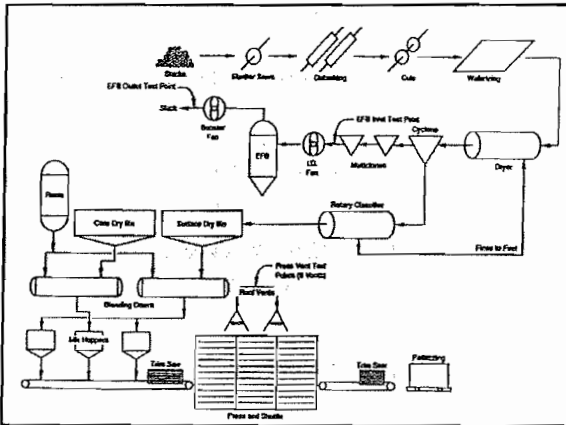 Stacks
Slasher Saws
Debarking
Cuts
Waferizing
EFB Outlet Test Point
Stack
Booster
Fan
EFB
EFB Inlet Test Point
I.D.
Fan
Multiclones
Cyclone
Dryer
Resins
Core Dry Bin
Surface Dry Bin
Rotary Classifier
Fines to Fuel
Blending Drums
Press Vent Test
Points (8 Vents)
Roof Vents
Mix Hoppers
Trim Saw
Trim Saw
Palletizing
Press and Shuttle